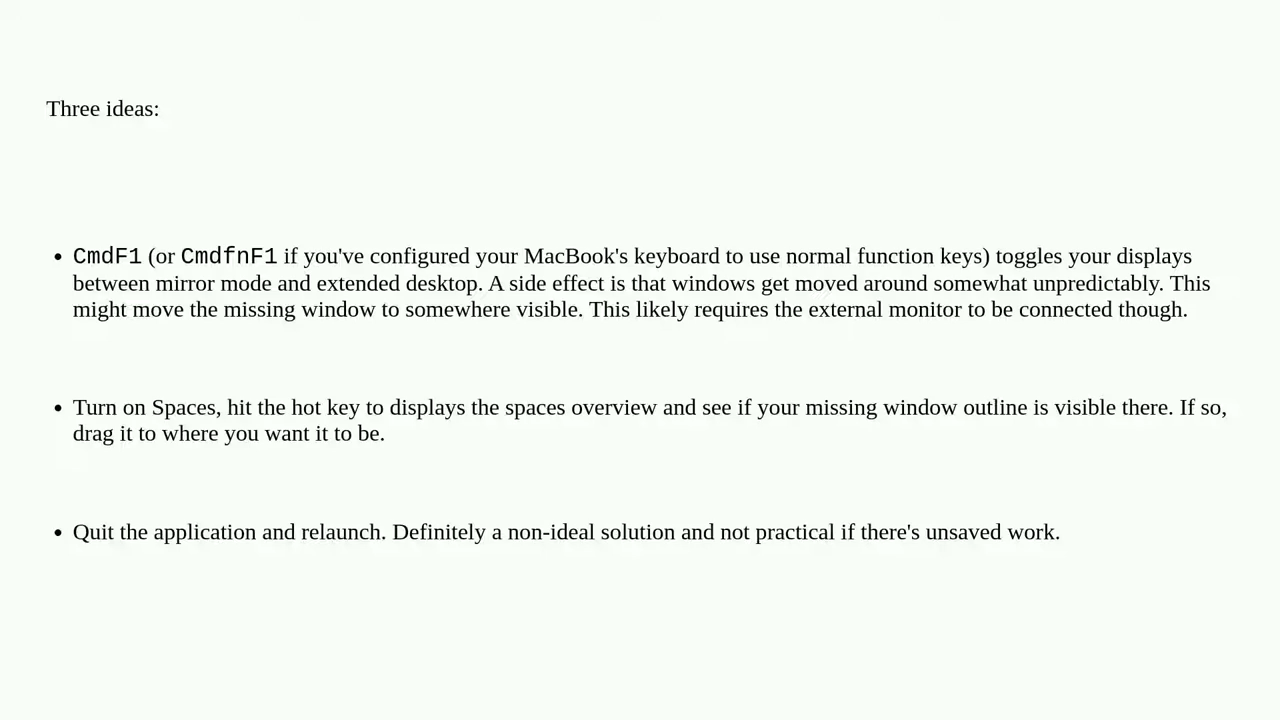 Three ideas:
• CmdF1 (or CmdfnF1 if you've configured your MacBook's keyboard to use normal function keys) toggles your displays
between mirror mode and extended desktop. A side effect is that windows get moved around somewhat unpredictably. This
might move the missing window to somewhere visible. This likely requires the external monitor to be connected though.
• Turn on Spaces, hit the hot key to displays the spaces overview and see if your missing window outline is visible there. If so,
drag it to where you want it to be.
• Quit the application and relaunch. Definitely a non-ideal solution and not practical if there's unsaved work.